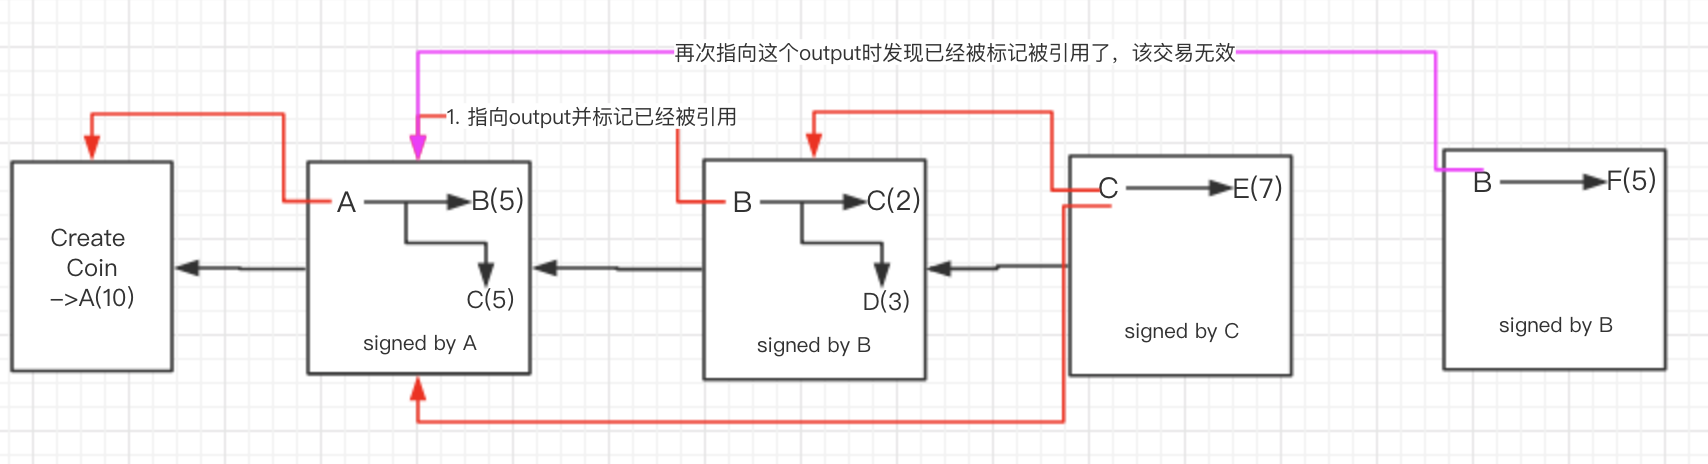 再次指向这个output时发现已经被标记被引用了，该交易无效
1. 指向output并标记已经被引用
Create
Coin
->A(10)
A
B(5)
C(5)
signed by A
B
C(2)
D(3)
signed by B
C
E(7)
signed by C
B
F(5)
signed by B